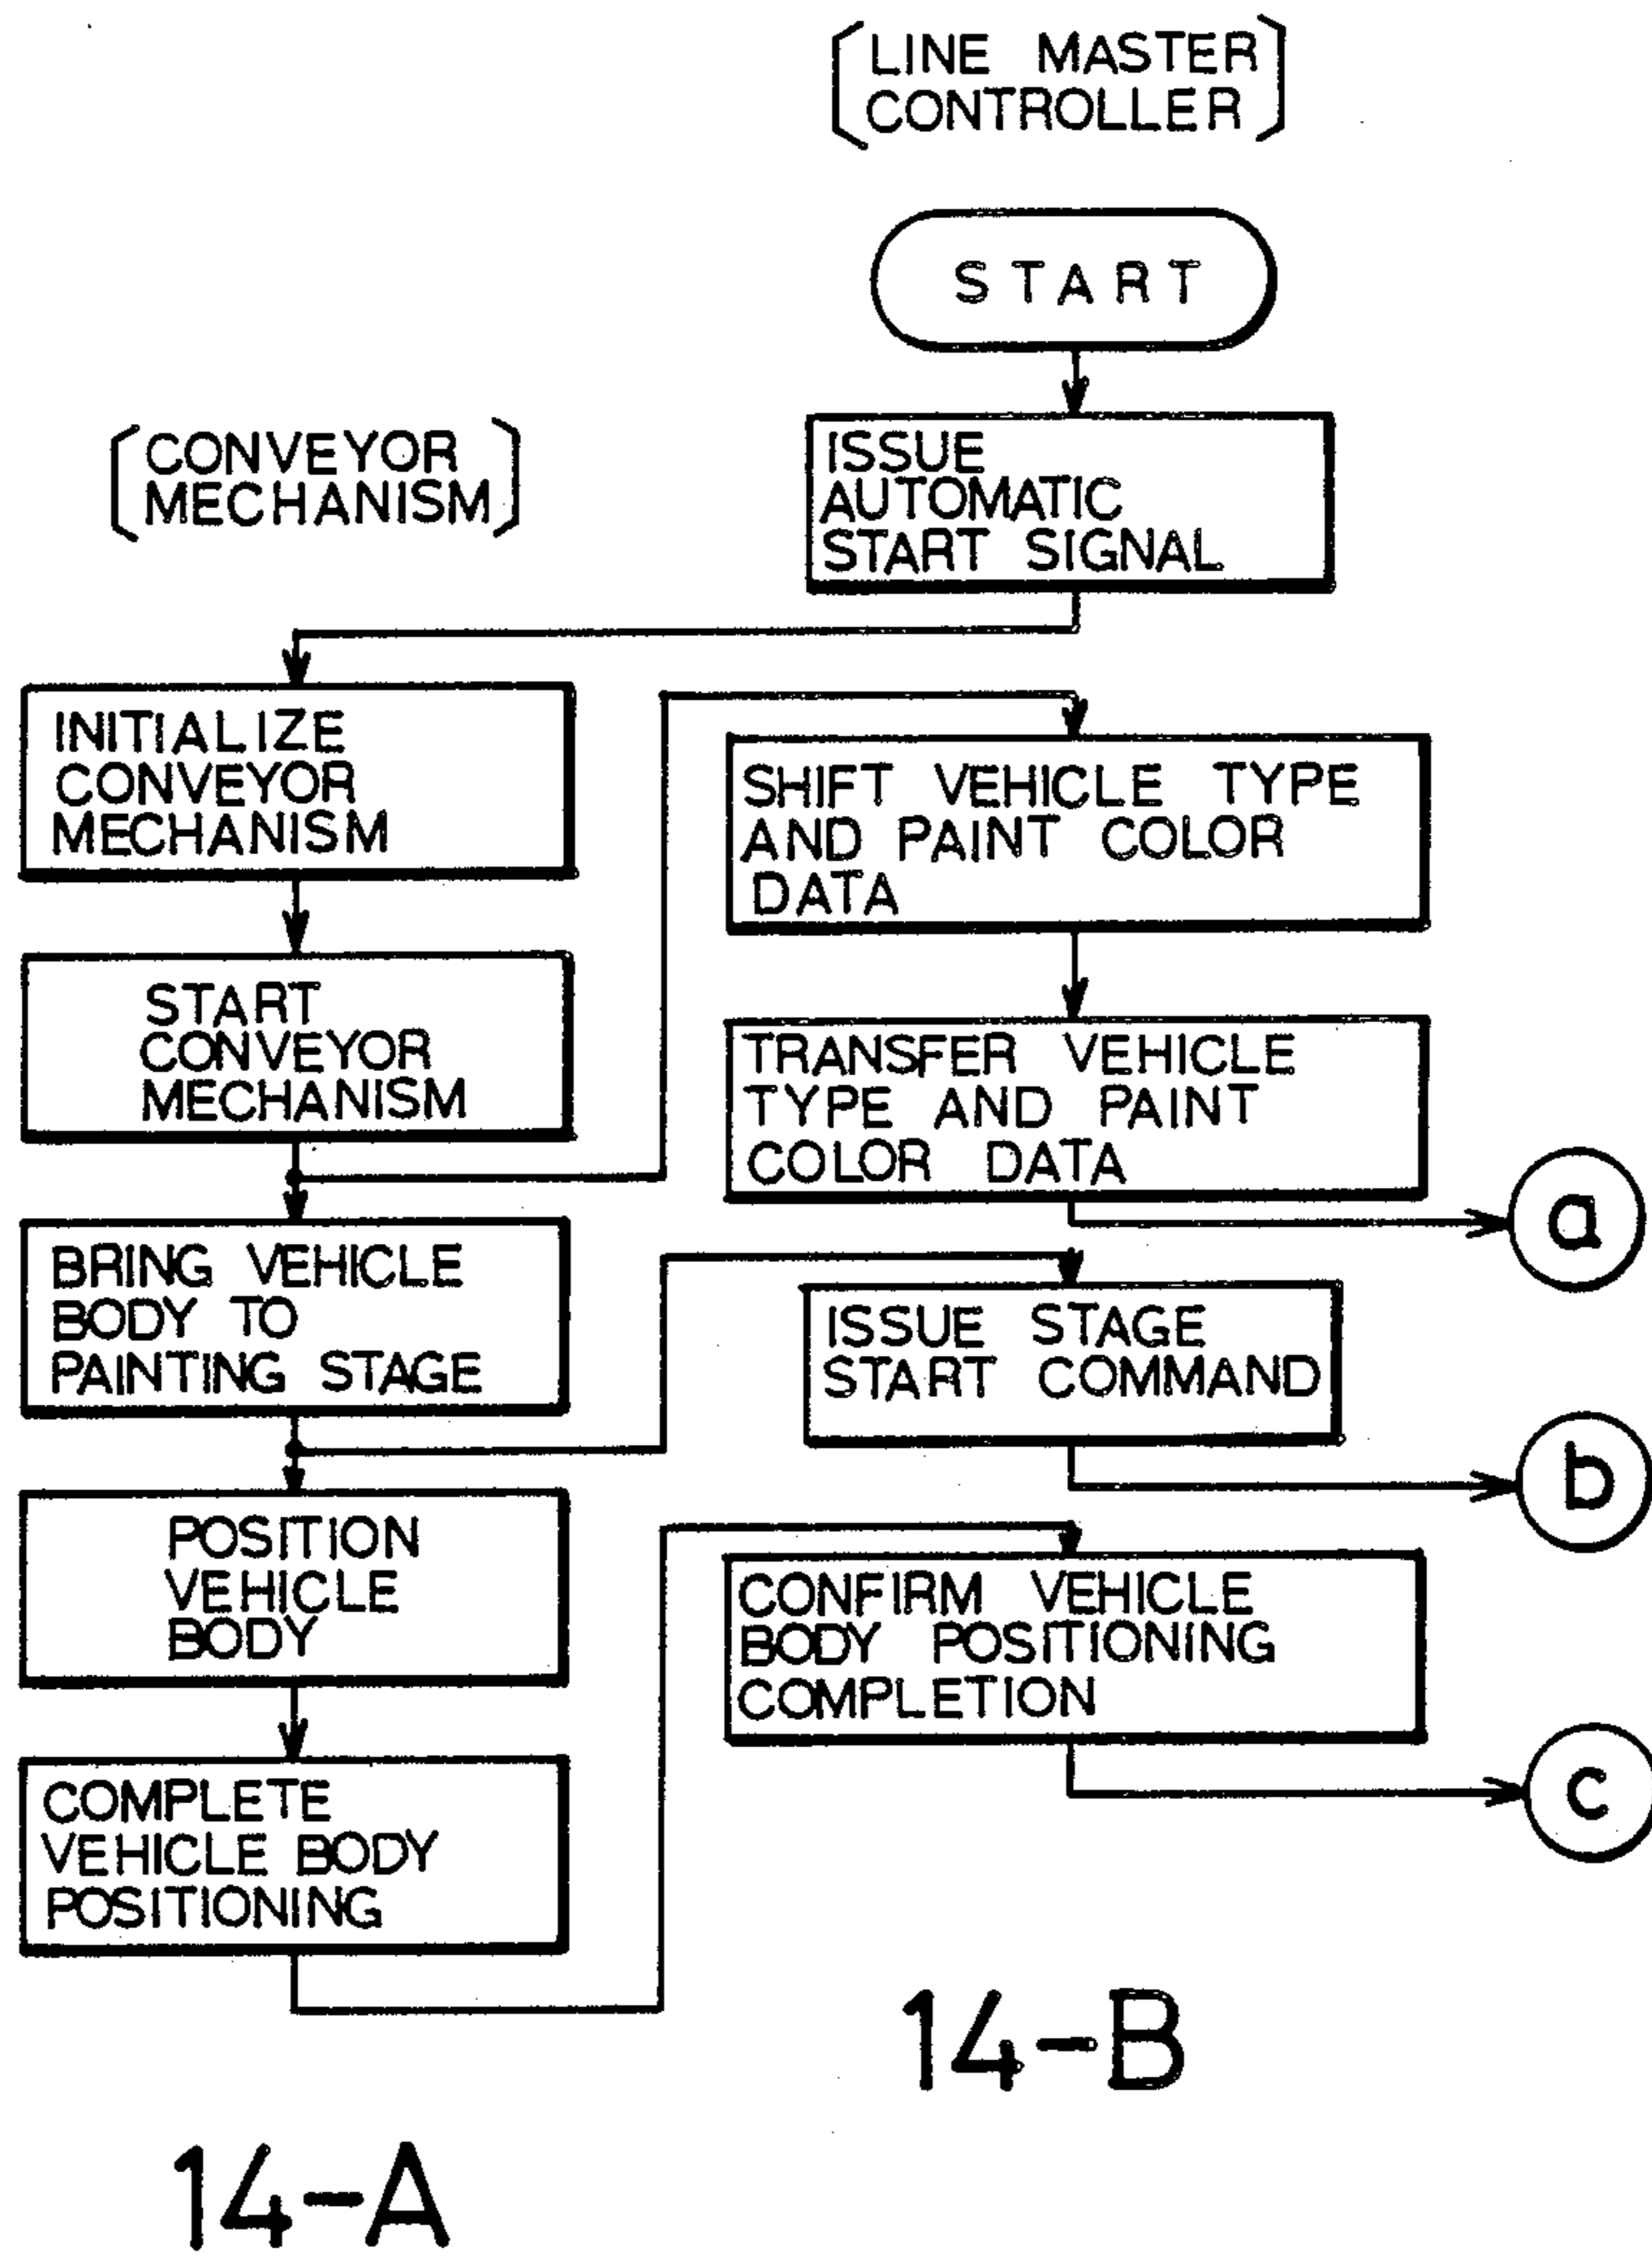 LINE MASTER
CONTROLLER
START
CONVEYOR
MECHANISM
ISSUE
AUTOMATIC
START SIGNAL
INITIALIZE
CONVEYOR
MECHANISM
SHIFT VEHICLE TYPE
AND PAINT COLOR
DATA
START
CONVEYOR
MECHANISM
TRANSFER VEHICLE
TYPE AND PAINT
COLOR DATA
a
BRING VEHICLE
BODY TO
PAINTING STAGE
ISSUE STAGE
START COMMAND
b
POSITION
VEHICLE
BODY
CONFIRM VEHICLE
BODY POSITIONING
COMPLETION
c
COMPLETE
VEHICLE BODY
POSITIONING
14-B
14-A